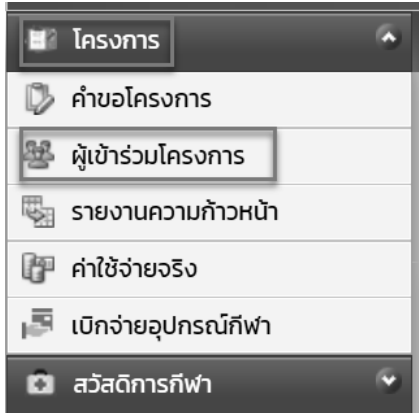 โครงการ
คำขอโครงการ
ผู้เข้าร่วมโครงการ
รายงานความก้าวหน้า
ค่าใช้จ่ายจริง
เบิกจ่ายอุปกรณ์กีฬา
สวัสดิการกีฬา